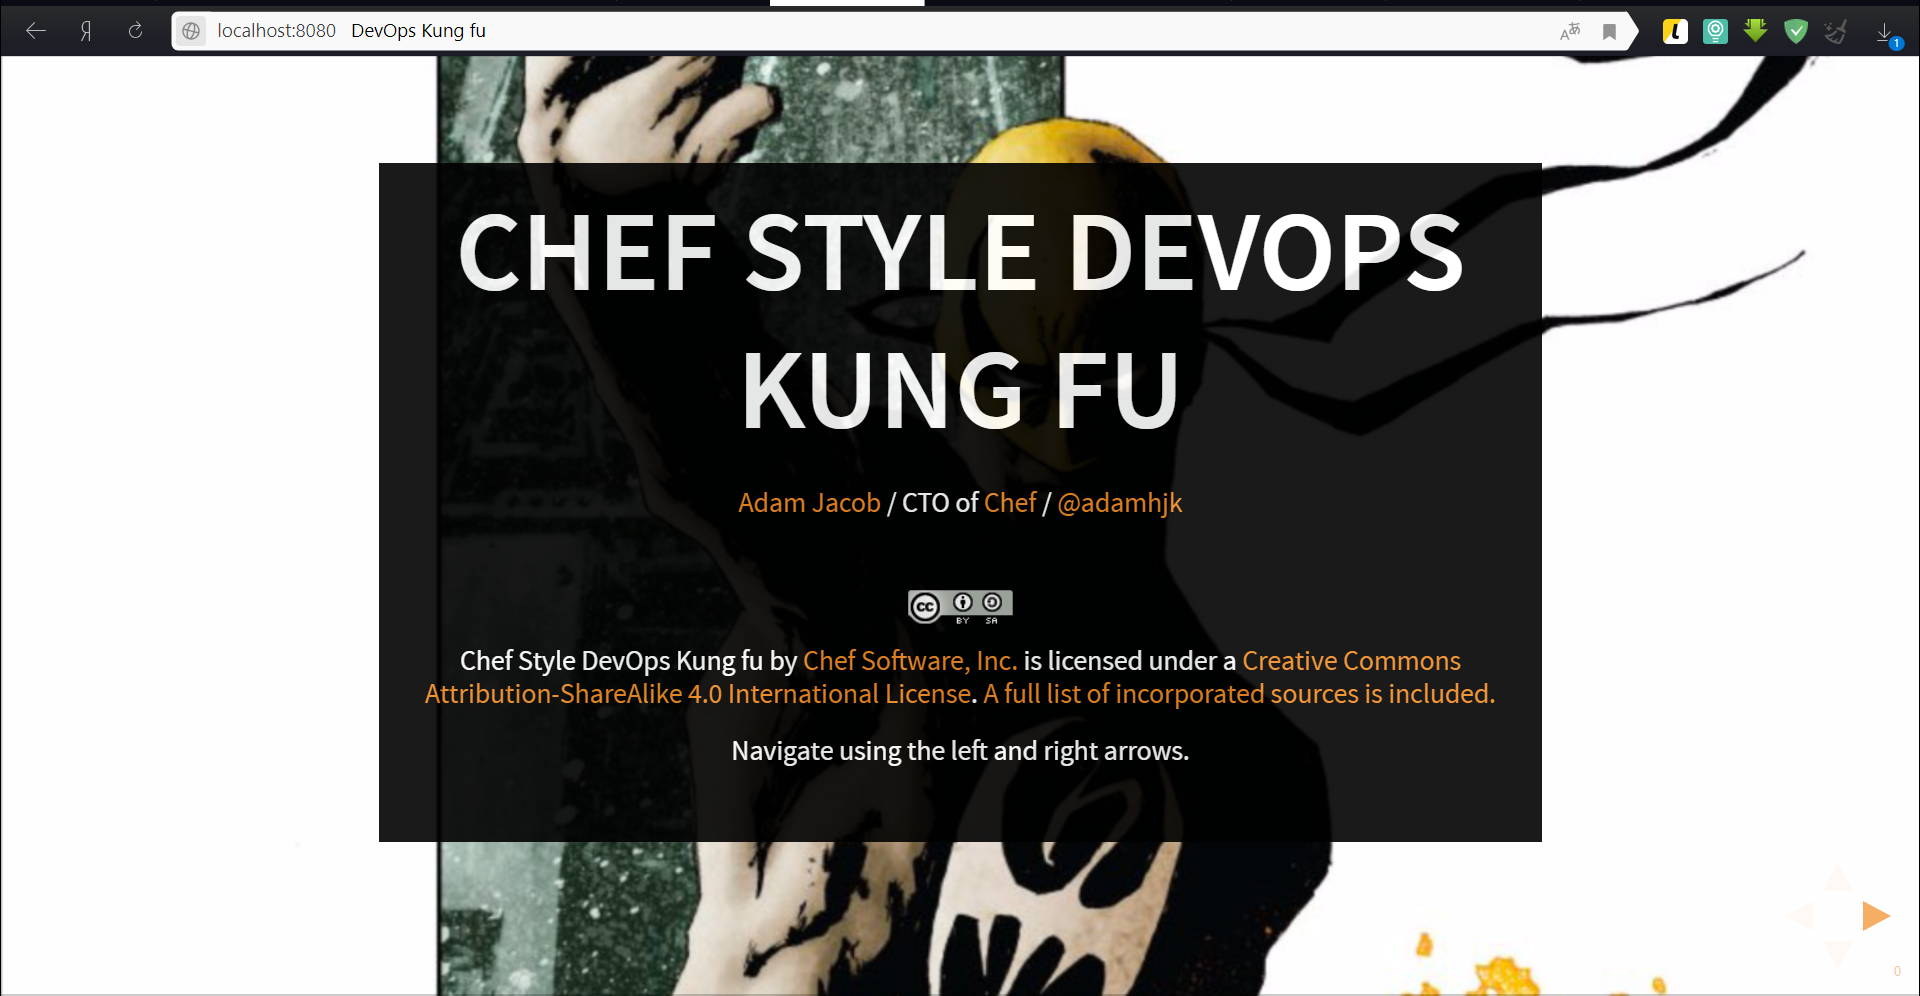 Я localhost:8080 DevOps Kung fu
1
CHEF STYLE DEVOPS
KUNG FU
Adam Jacob / CTO of Chef / @adamhjk
cc BY SA
Chef Style DevOps Kung fu by Chef Software, Inc. is licensed under a Creative Commons
Attribution-ShareAlike 4.0 International License. A full list of incorporated sources is included.
Navigate using the left and right arrows.
0